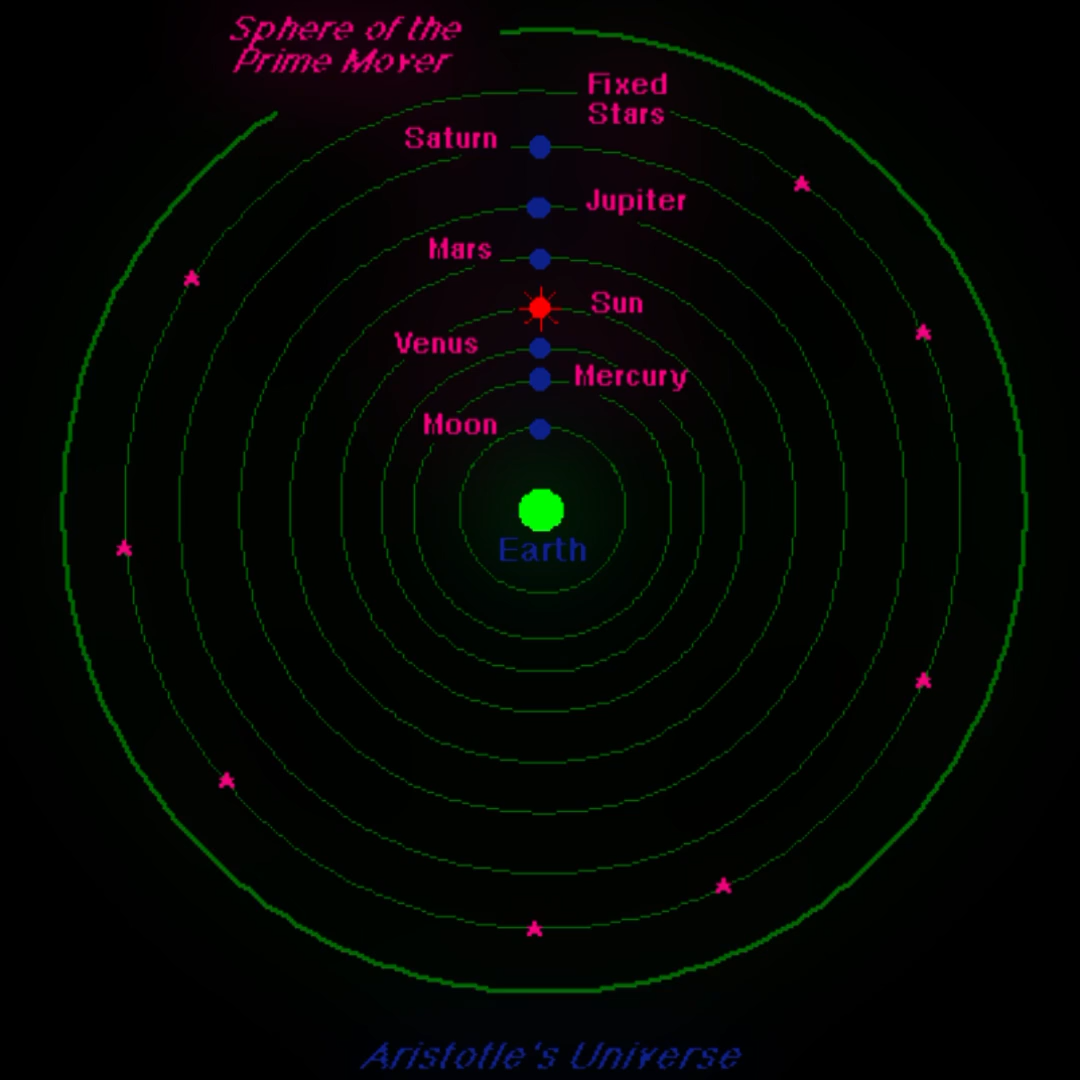 Sphere of the
Prime Mover
Fixed
Stars
Saturn
Jupiter
Mars
Sun
Venus
Mercury
Moon
Earth
Aristotle's Universe